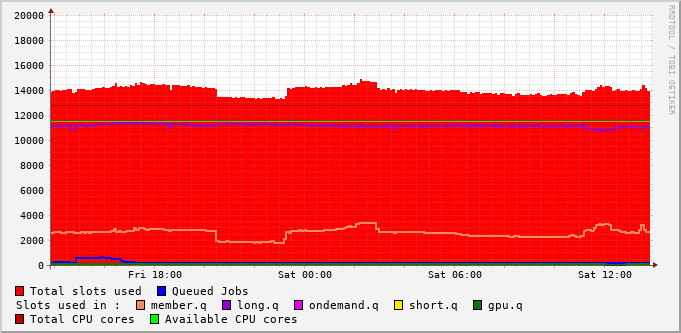 20000
18000
16000
14000
12000
10000
8000
6000
4000
2000
0
Fri 18:00 Sat 00:00 Sat 06:00 Sat 12:00
RRDTOOL / TOBI OETIKER
Total slots used Queued Jobs
Slots used in : member.q long.q ondemand.q short.q gpu.q
Total CPU cores Available CPU cores